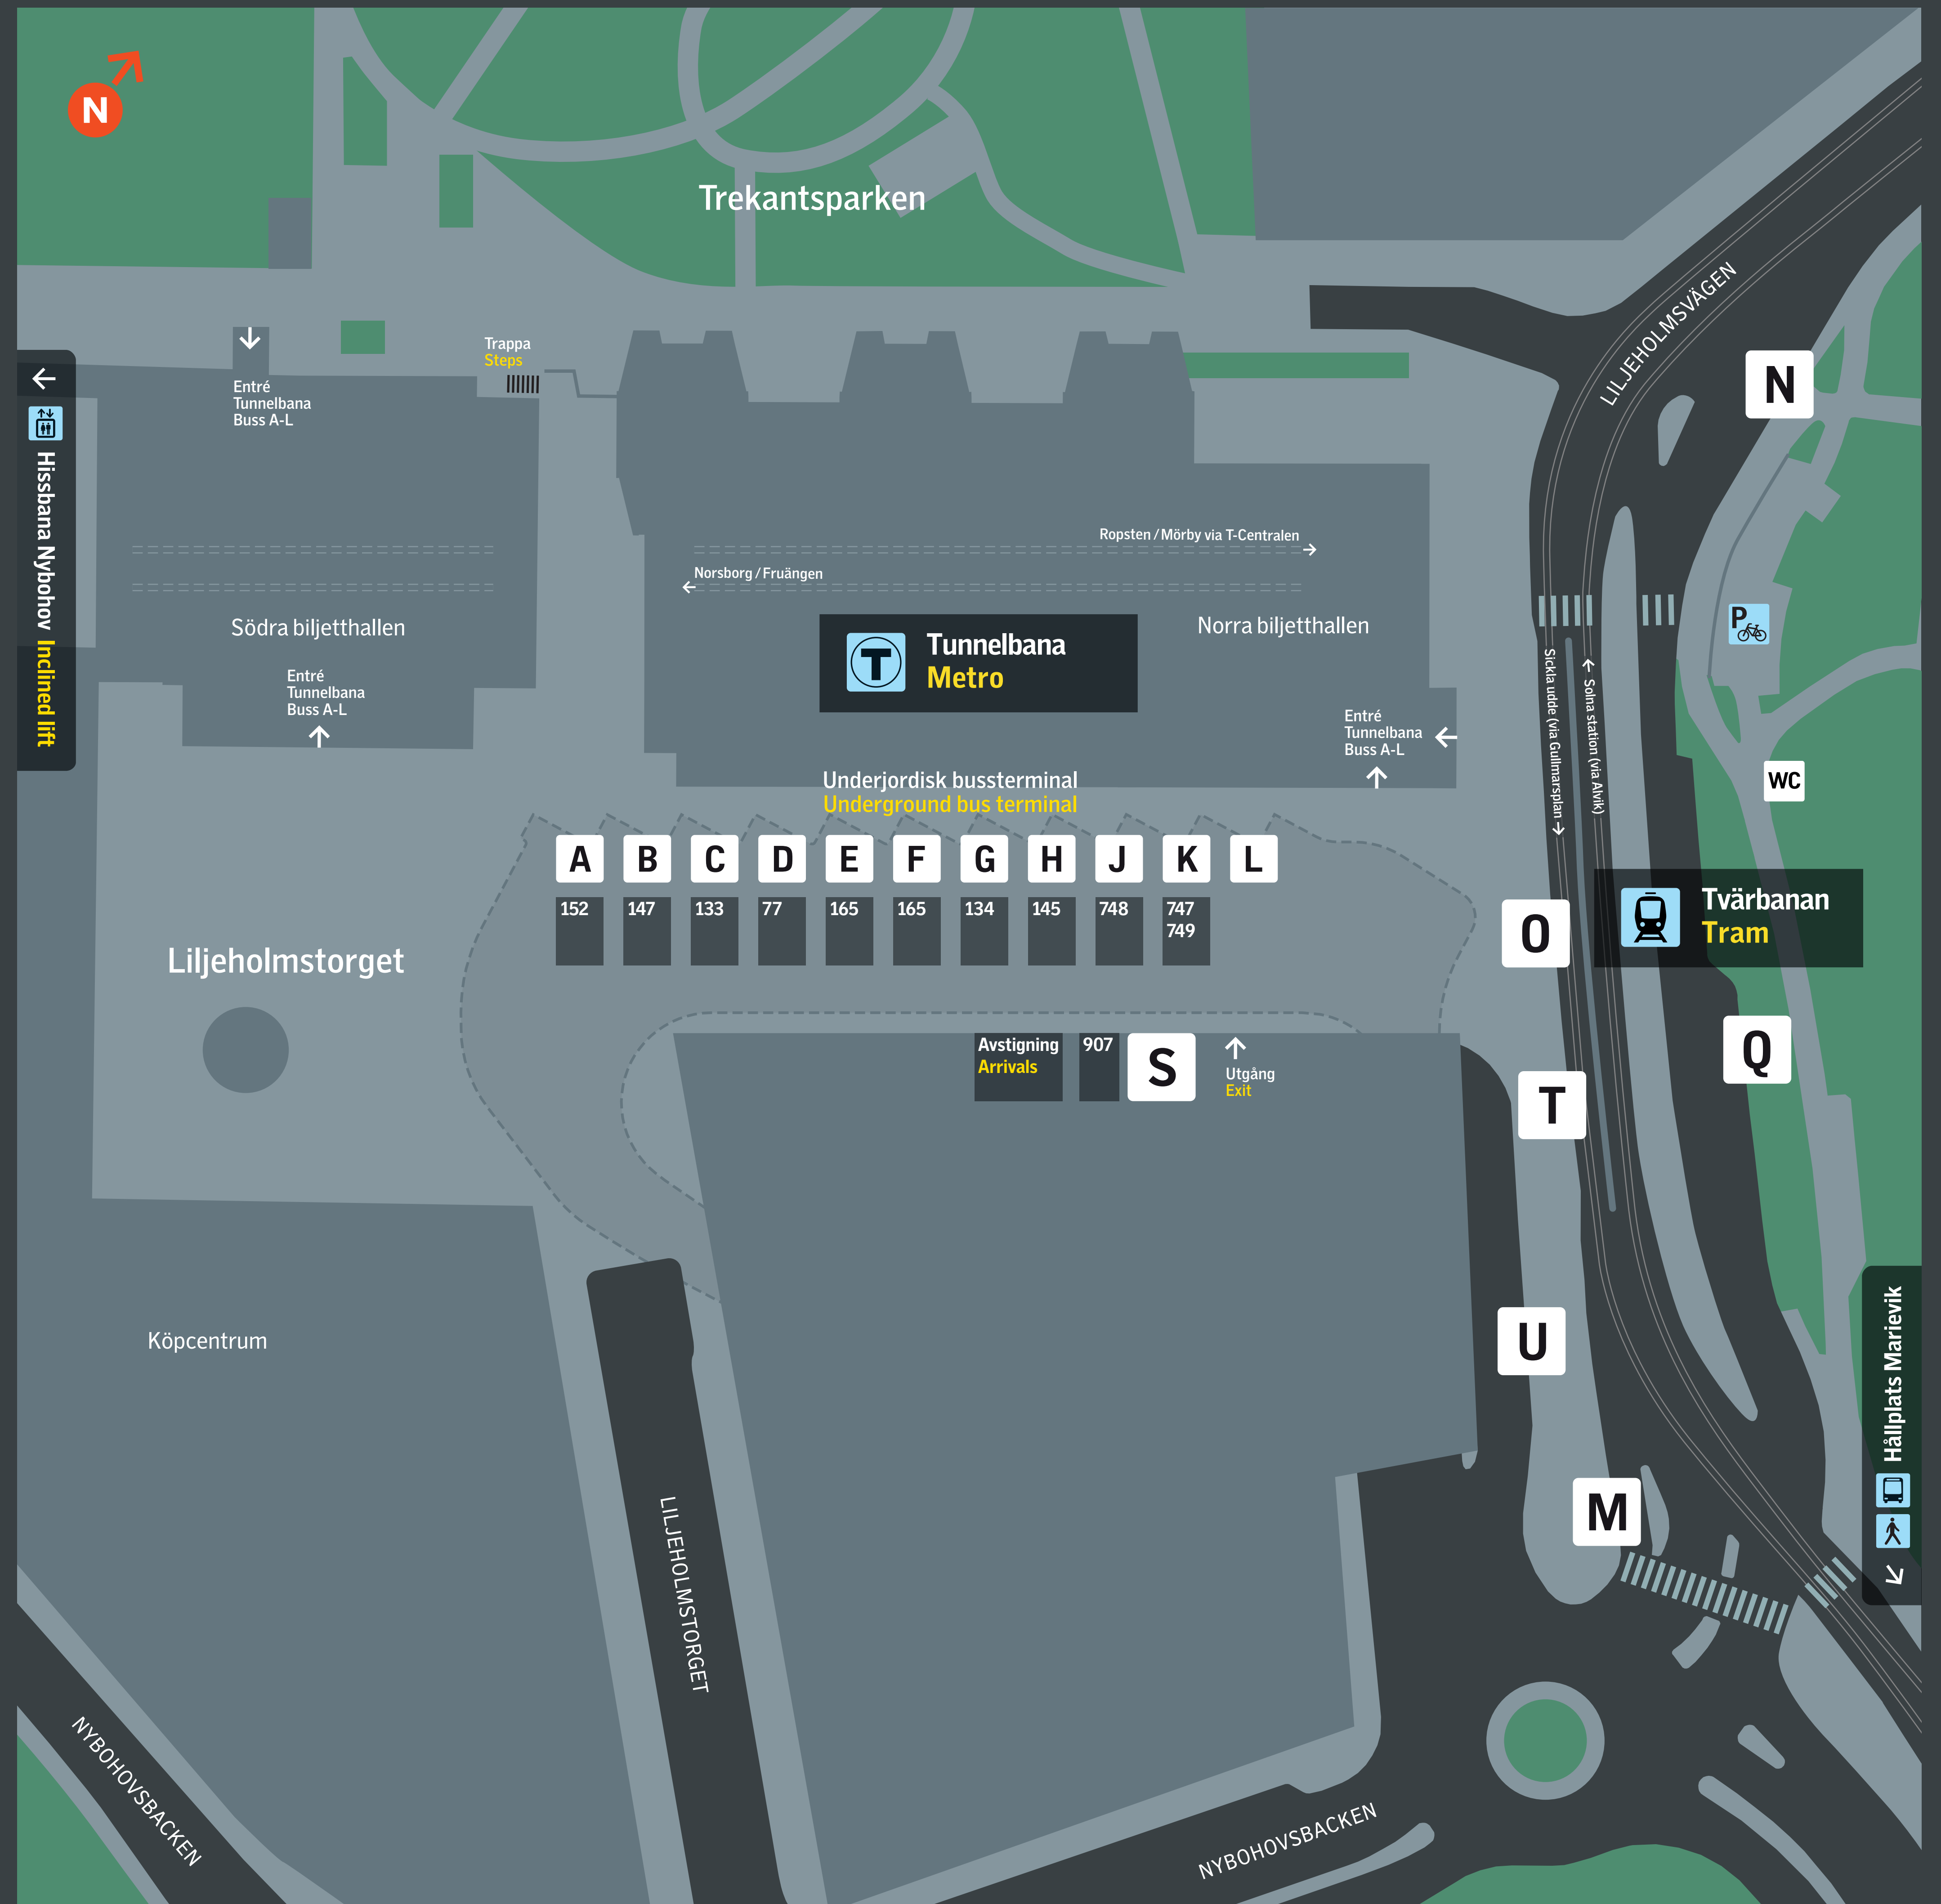 N
Trekantsparken
LILJEHOLMSVÄGEN
Trappa
Steps
Entré
Tunnelbana
Buss A-L
N
Hissbana Nybohov Inclined lift
Ropsten / Mörby via T-Centralen
Norsborg / Fruängen
Södra biljetthallen
Norra biljetthallen
P
T
Tunnelbana
Metro
Entré
Tunnelbana
Buss A-L
Entré
Tunnelbana
Buss A-L
Sickla udde (via Gullmarsplan)
Solna station (via Alvik)
WC
Underjordisk bussterminal
Underground bus terminal
A B C D E F G H J K L
152 147 133 77 165 165 134 145 748 747
749
O
Tvärbanan
Tram
Liljeholmstorget
Avstigning
Arrivals
907
S
Utgång
Exit
Q
T
U
Köpcentrum
Hållplats Marievik
M
LILJEHOLMSTORGET
NYBOHOVSBACKEN
NYBOHOVSBACKEN